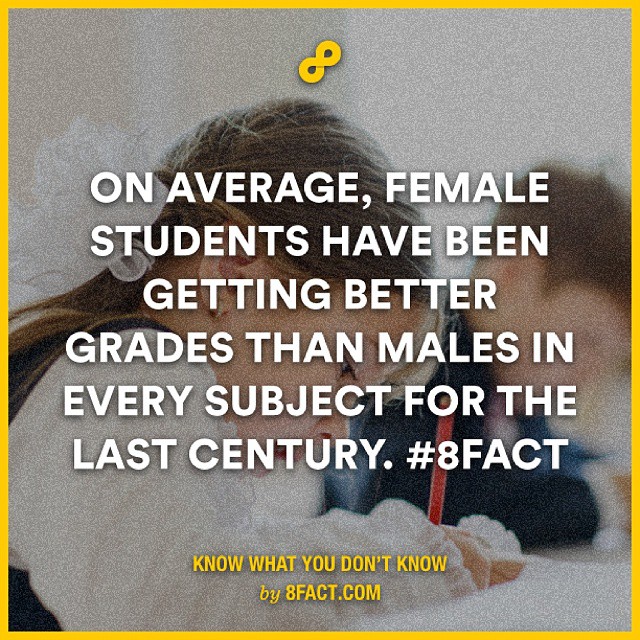 ON AVERAGE, FEMALE
STUDENTS HAVE BEEN
GETTING BETTER
GRADES THAN MALES IN
EVERY SUBJECT FOR THE
LAST CENTURY. #8FACT
KNOW WHAT YOU DON'T KNOW
by 8FACT.COM